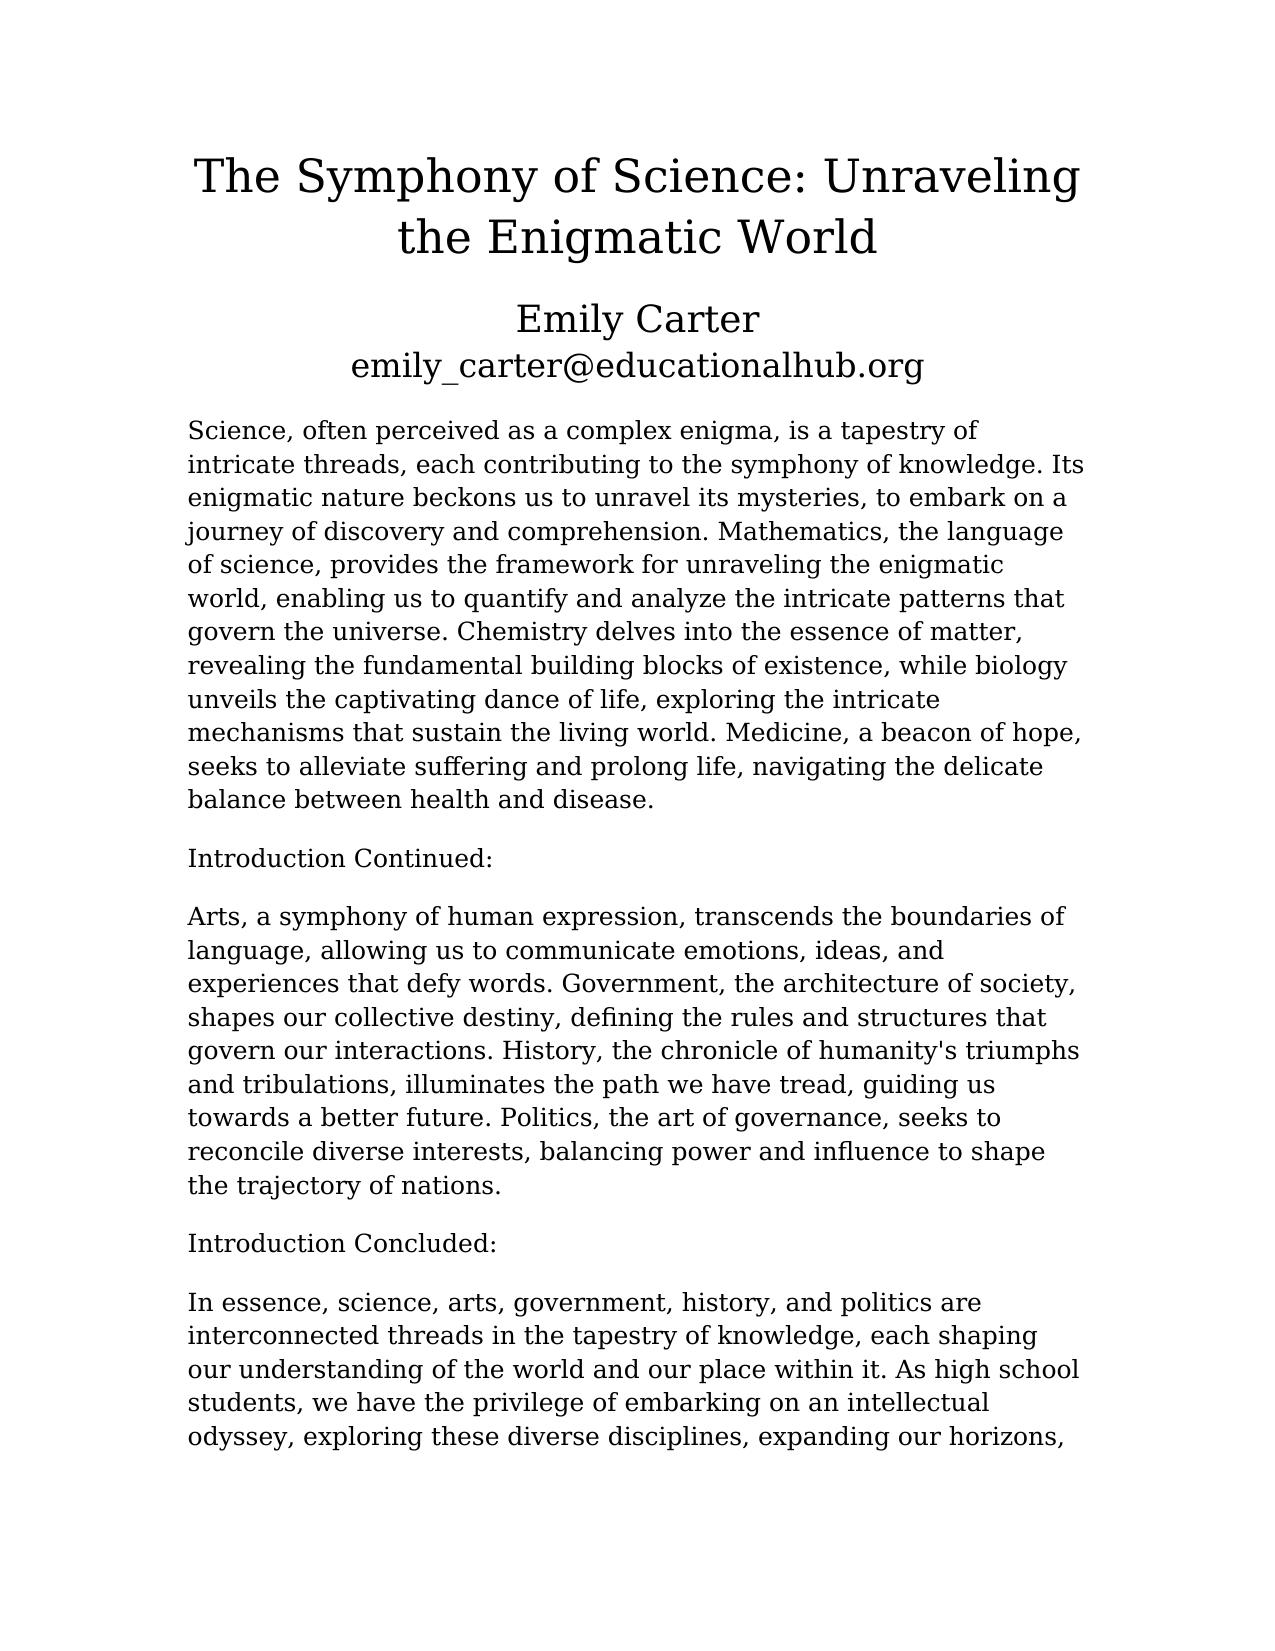 The Symphony of Science: Unraveling
the Enigmatic World
Emily Carter
emily_carter@educationalhub.org
Science, often perceived as a complex enigma, is a tapestry of
intricate threads, each contributing to the symphony of knowledge. Its
enigmatic nature beckons us to unravel its mysteries, to embark on a
journey of discovery and comprehension. Mathematics, the language
of science, provides the framework for unraveling the enigmatic
world, enabling us to quantify and analyze the intricate patterns that
govern the universe. Chemistry delves into the essence of matter,
revealing the fundamental building blocks of existence, while biology
unveils the captivating dance of life, exploring the intricate
mechanisms that sustain the living world. Medicine, a beacon of hope,
seeks to alleviate suffering and prolong life, navigating the delicate
balance between health and disease.
Introduction Continued:
Arts, a symphony of human expression, transcends the boundaries of
language, allowing us to communicate emotions, ideas, and
experiences that defy words. Government, the architecture of society,
shapes our collective destiny, defining the rules and structures that
govern our interactions. History, the chronicle of humanity's triumphs
and tribulations, illuminates the path we have tread, guiding us
towards a better future. Politics, the art of governance, seeks to
reconcile diverse interests, balancing power and influence to shape
the trajectory of nations.
Introduction Concluded:
In essence, science, arts, government, history, and politics are
interconnected threads in the tapestry of knowledge, each shaping
our understanding of the world and our place within it. As high school
students, we have the privilege of embarking on an intellectual
odyssey, exploring these diverse disciplines, expanding our horizons,